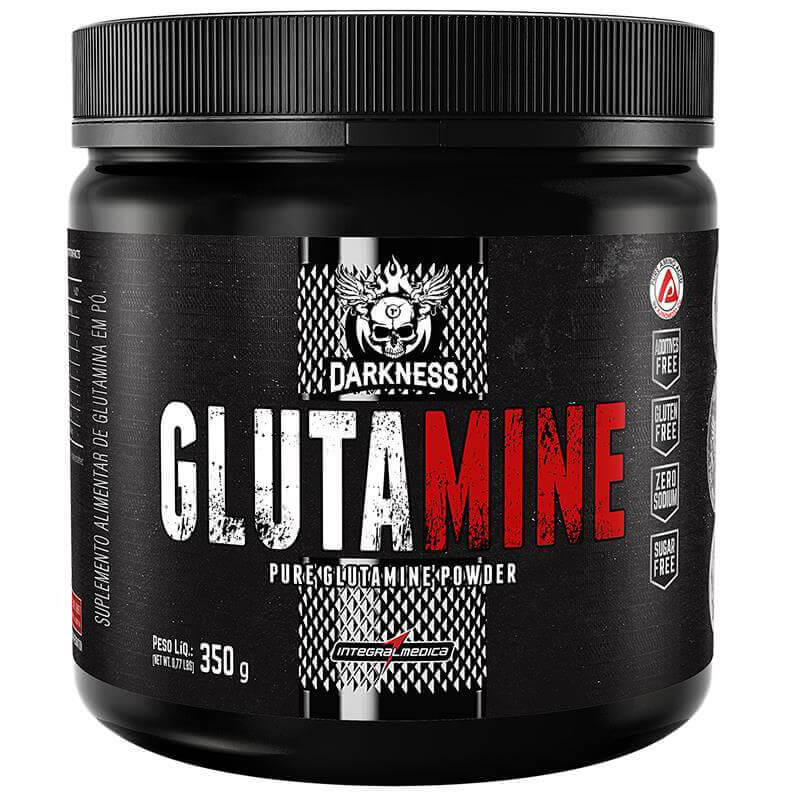 DARKNESS
GLUTAMINE
PURE GLUTAMINE POWDER
PESO LÍQ.:
(NET WT. 0,77 LBS)
350 g
INTEGRALMEDICA
SUPLEMENTO ALIMENTAR DE GLUTAMINA EM PÓ.
ADDITIVES
FREE
GLUTEN
FREE
ZERO
SODIUM
SUGAR
FREE